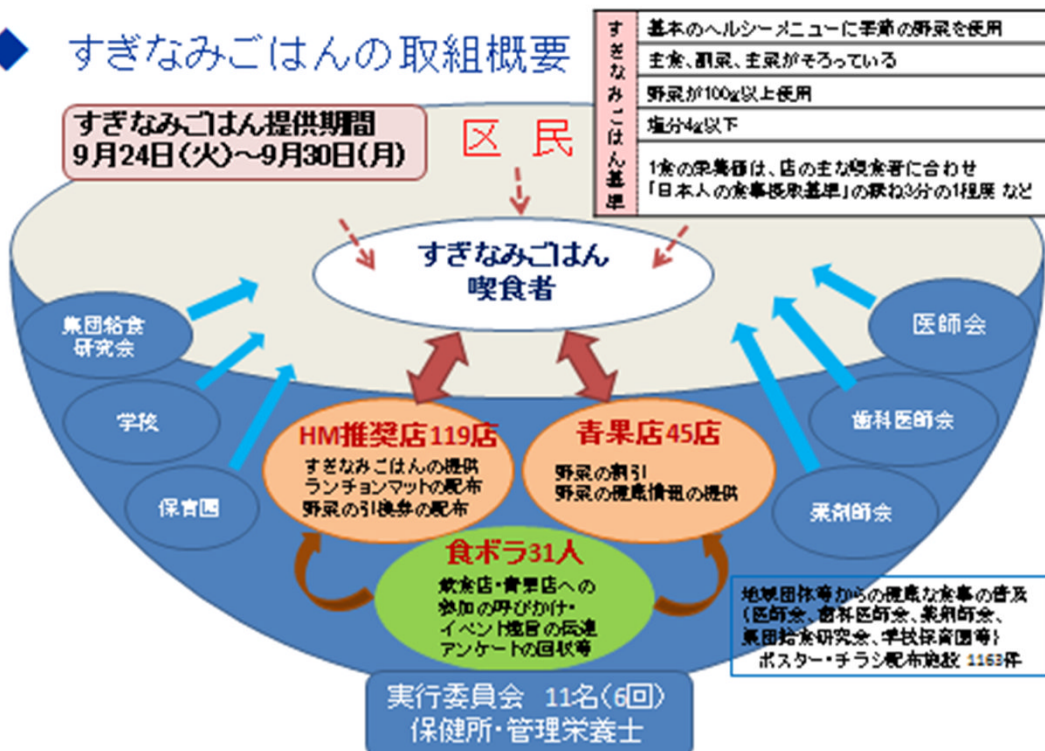 ◆ すぎなみごはんの取組概要
すぎなみごはん提供期間
9月24日(火)～9月30日(月)
区 民
すぎなみごはん基準
基本のヘルシーメニューに季節の野菜を使用
主食、副菜、主菜がそろっている
野菜が100g以上使用
塩分4g以下
1食の栄養価は、店の主な喫食者に合わせ
「日本人の食事摂取基準」の概ね3分の1程度 など
すぎなみごはん
喫食者
集団給食
研究会
学校
保育園
医師会
歯科医師会
薬剤師会
HM推奨店119店
すぎなみごはんの提供
ランチョンマットの配布
野菜の引換券の配布
青果店45店
野菜の割引
野菜の健康情報の提供
食ボラ31人
飲食店・青果店への
参加の呼びかけ・
イベント趣旨の伝達
アンケートの回収等
地域団体等からの健康な食事の普及
(医師会、歯科医師会、薬剤師会、
集団給食研究会、学校保育園等)
ポスター・チラシ配布施設 1163件
実行委員会 11名(6回)
保健所・管理栄養士